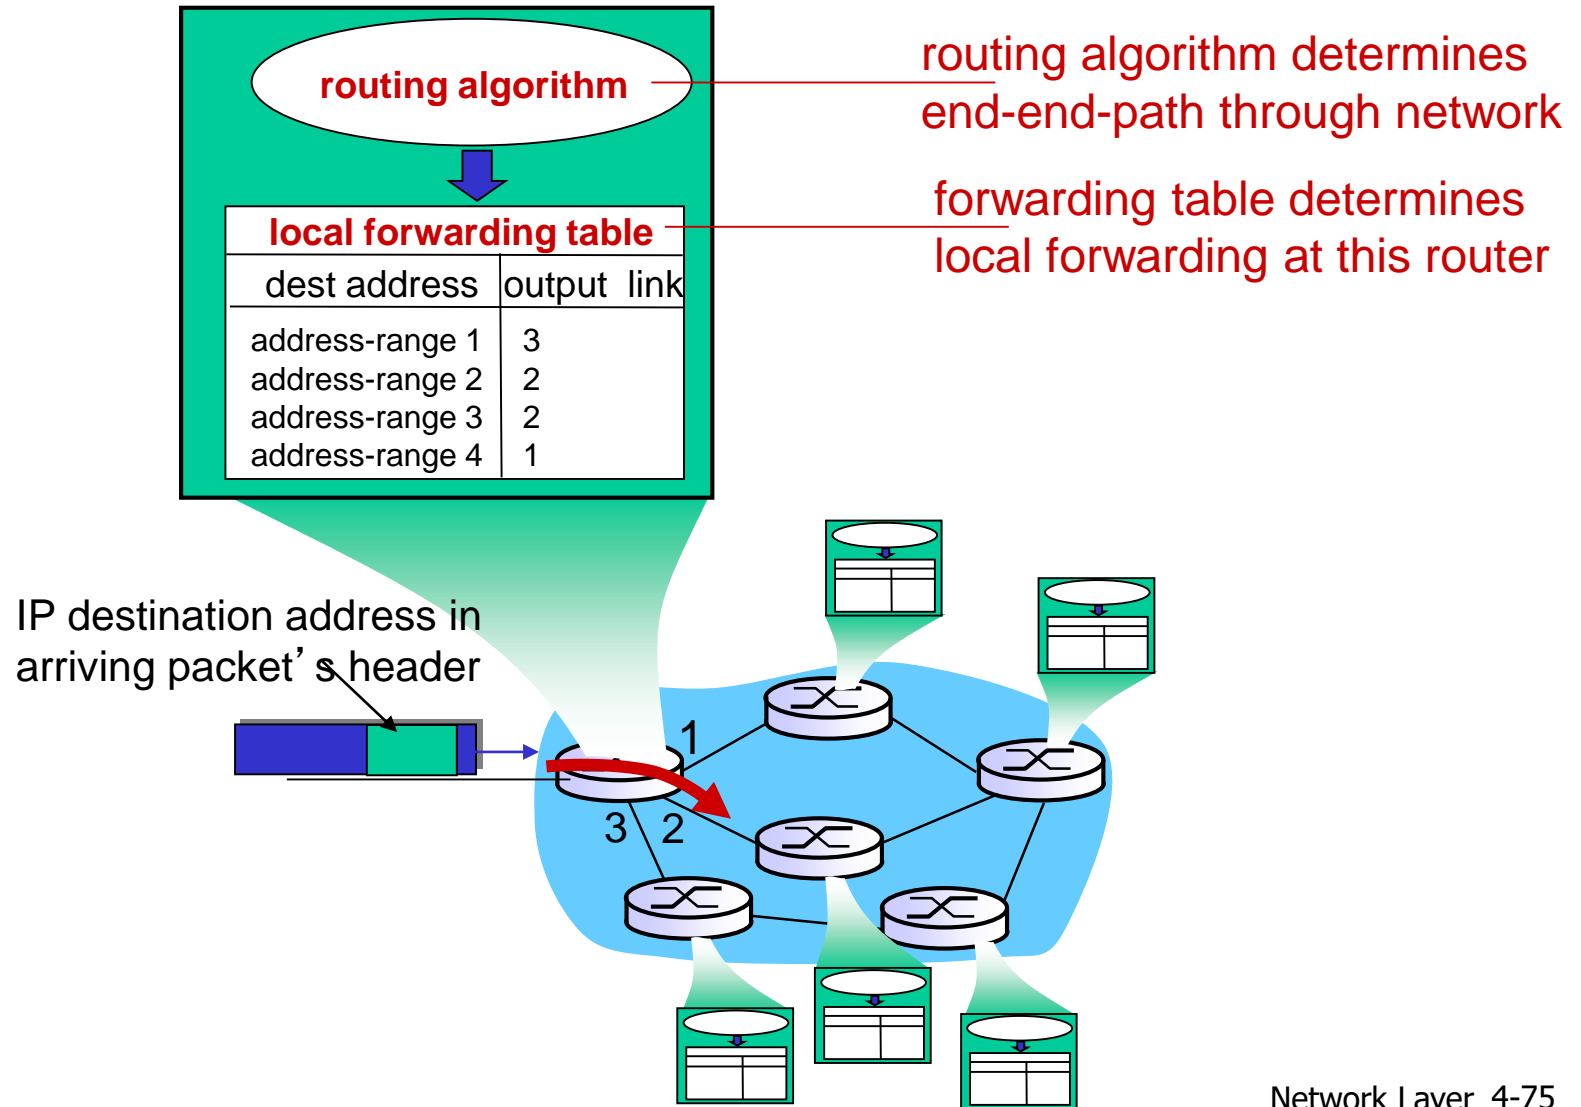 routing algorithm
routing algorithm determines
end-end-path through network
local forwarding table
forwarding table determines
local forwarding at this router
dest address output link
address-range 1 3
address-range 2 2
address-range 3 2
address-range 4 1
IP destination address in
arriving packet’s header
1
3 2
Network Layer 4-75